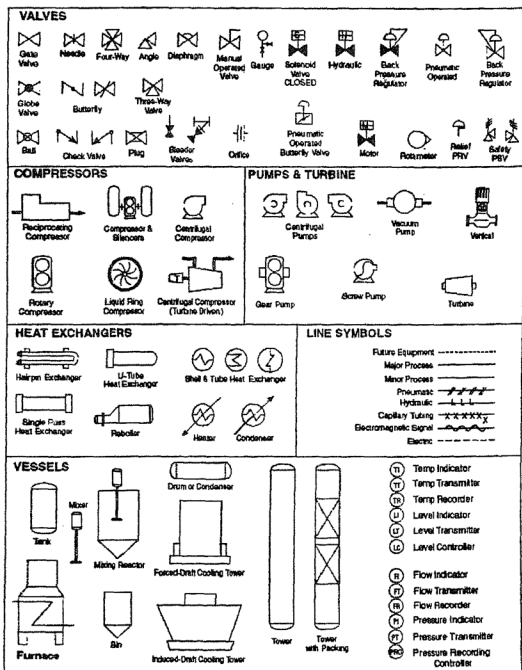 VALVES
Gate
Valve
Needle
Four-Way
Angle
Diaphragm
Manual
Operated
Valve
Gauge
Solenoid
Valve
CLOSED
Hydraulic
Back
Pressure
Regulator
Pneumatic
Operated
Back
Pressure
Regulator
Globe
Valve
Butterfly
Three-Way
Valve
Ball
Check Valve
Plug
Bleeder
Valves
Orifice
Pneumatic
Operated
Butterfly Valve
Motor
Rotameter
Relief
PRV
Safety
PSV
COMPRESSORS
Reciprocating
Compressor
Compressor &
Silencers
Centrifugal
Compressor
Rotary
Compressor
Liquid Ring
Compressor
Centrifugal Compressor
(Turbine Driven)
PUMPS & TURBINE
Centrifugal
Pumps
Vacuum
Pump
Vertical
Gear Pump
Screw Pump
Turbine
HEAT EXCHANGERS
Hairpin Exchanger
U-Tube
Heat Exchanger
Shell & Tube Heat Exchanger
Single Pass
Heat Exchanger
Reboiler
Heater
Condenser
LINE SYMBOLS
Future Equipment
Major Process
Minor Process
Pneumatic
Hydraulic
L L L
Capillary Tubing
X X X X X X
Electromagnetic Signal
Electric
VESSELS
Tank
Mixer
Mixing Reactor
Drum or Condenser
Forced-Draft Cooling Tower
Furnace
Bin
Induced-Draft Cooling Tower
Tower
Tower
with Packing
TI Temp Indicator
TT Temp Transmitter
TR Temp Recorder
LI Level Indicator
LT Level Transmitter
LC Level Controller
FI Flow Indicator
FT Flow Transmitter
FR Flow Recorder
PI Pressure Indicator
PT Pressure Transmitter
PRC Pressure Recording
Controller